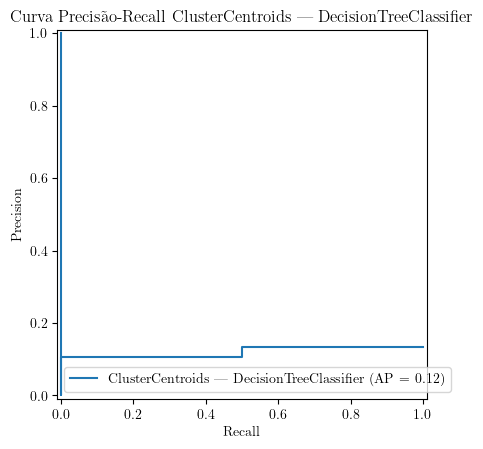 Curva Precisão-Recall ClusterCentroids — DecisionTreeClassifier
1.0
0.8
0.6
0.4
0.2
0.0
Precision
ClusterCentroids — DecisionTreeClassifier (AP = 0.12)
0.0 0.2 0.4 0.6 0.8 1.0
Recall